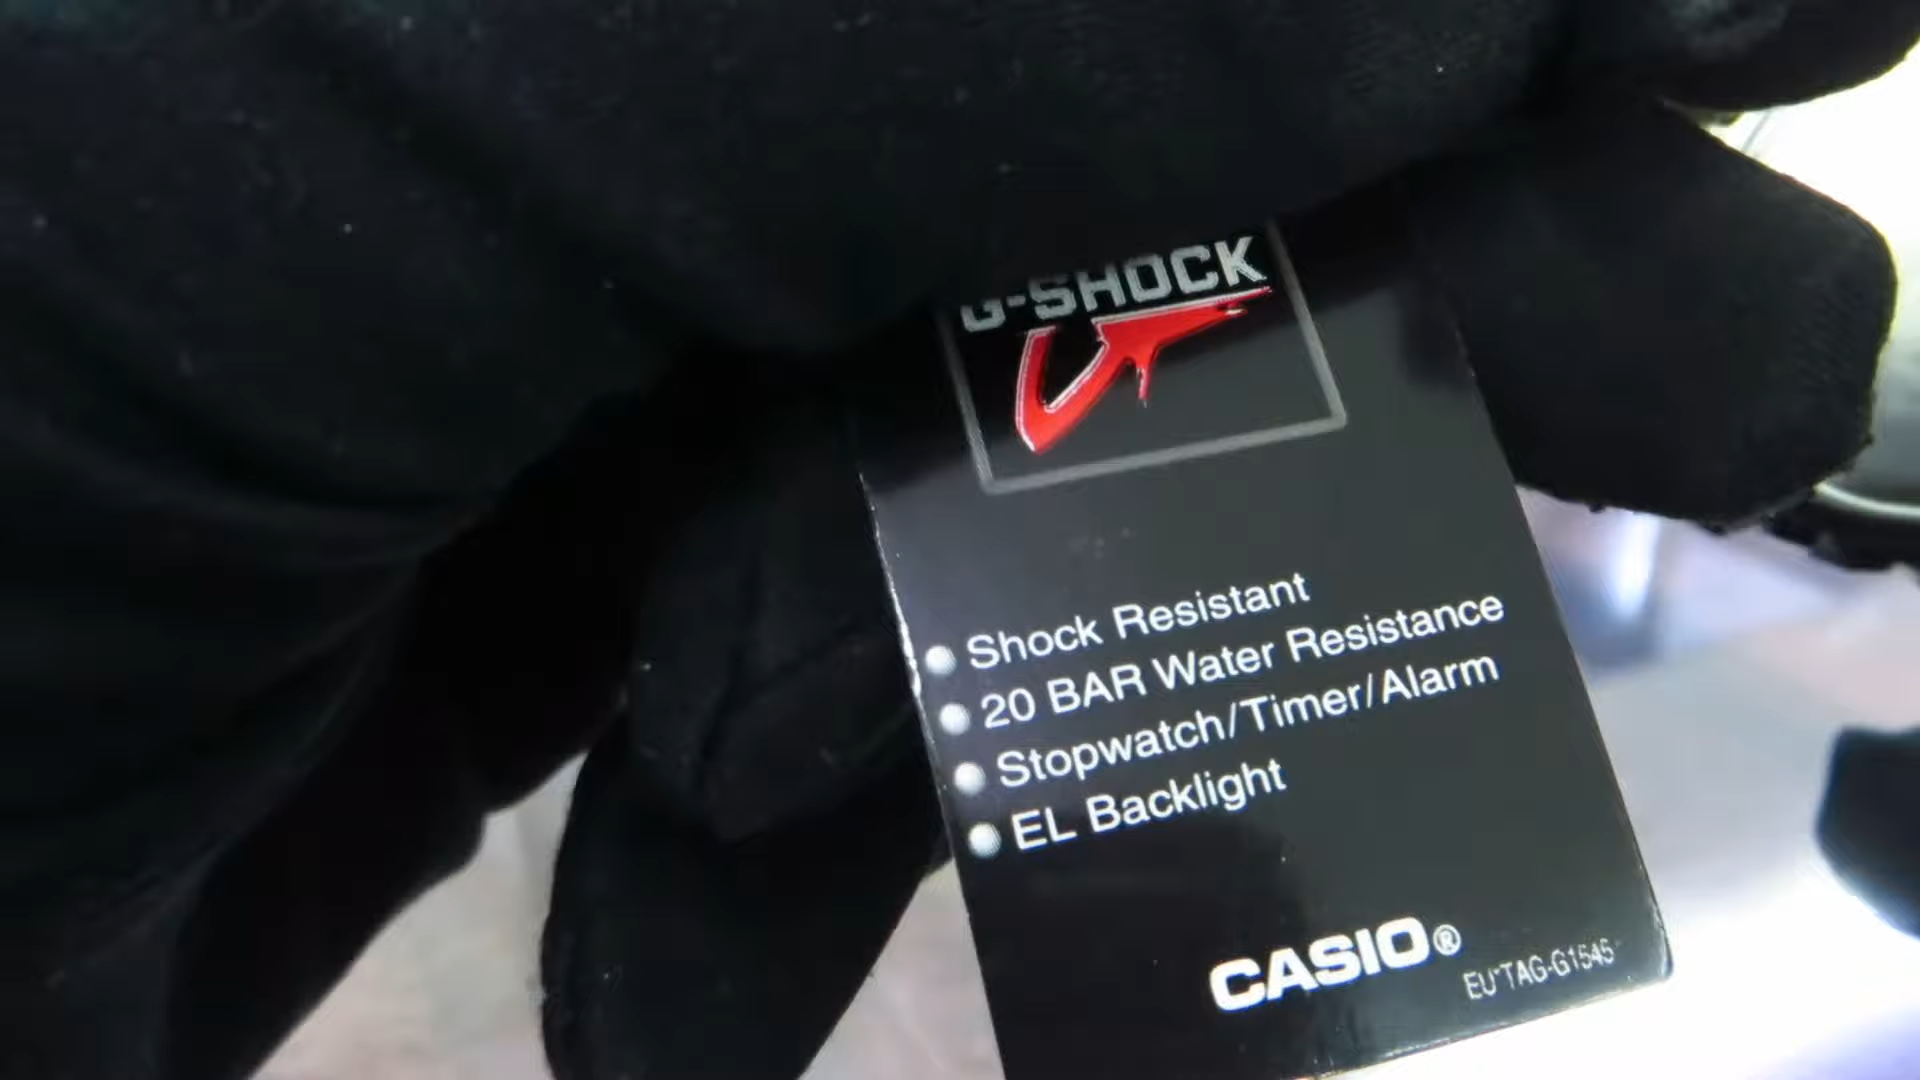 G-SHOCK
Shock Resistant
20 BAR Water Resistance
Stopwatch/Timer/Alarm
EL Backlight
CASIO®
EU*TAG-G1545